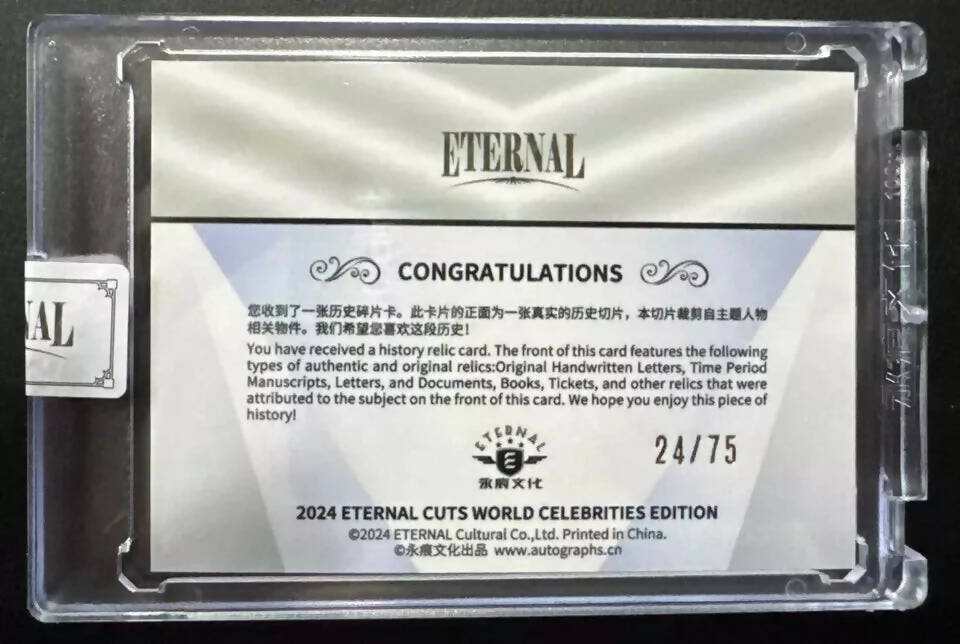 ETERNAL
CONGRATULATIONS
您收到了一张历史碎片卡。此卡片的正面为一张真实的历史切片，本切片裁剪自主题人物
相关物件。我们希望您喜欢这段历史！
You have received a history relic card. The front of this card features the following
types of authentic and original relics:Original Handwritten Letters, Time Period
Manuscripts, Letters, and Documents, Books, Tickets, and other relics that were
attributed to the subject on the front of this card. We hope you enjoy this piece of
history!
ETERNAL
E
永痕文化
24/75
2024 ETERNAL CUTS WORLD CELEBRITIES EDITION
©2024 ETERNAL Cultural Co.,Ltd. Printed in China.
©永痕文化出品 www.autographs.cn
NAL
永痕文化